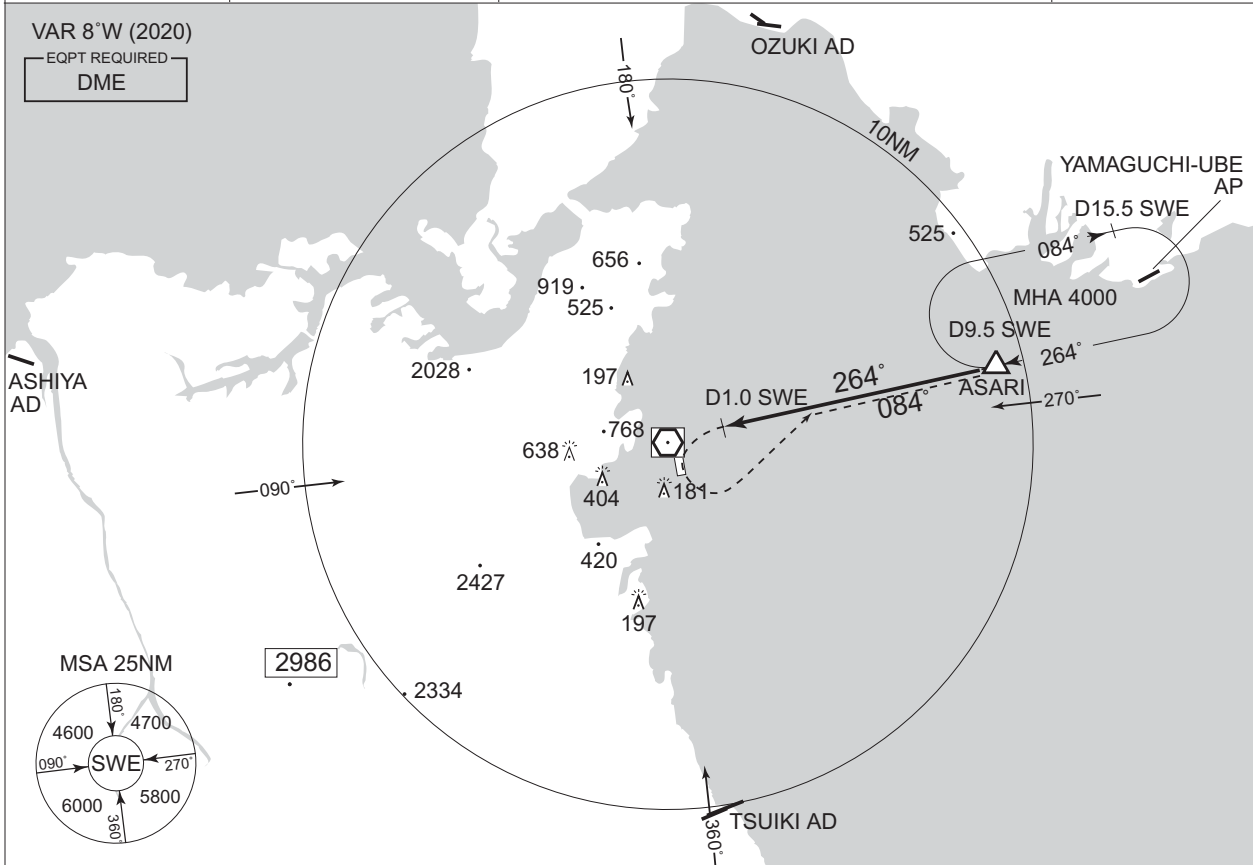 VAR 8°W (2020)
EQPT REQUIRED
DME
OZUKI AD
180°
10NM
YAMAGUCHI-UBE
AP
D15.5 SWE
525
084°
656
919
525
MHA 4000
D9.5 SWE
264°
ASHIYA
AD
2028
197
D1.0 SWE
264°
084°
ASARI
270°
768
638
404
181
090°
420
2427
197
MSA 25NM
2986
2334
180°
4600
4700
SWE
090°
270°
6000
5800
360°
TSUIKI AD
360°